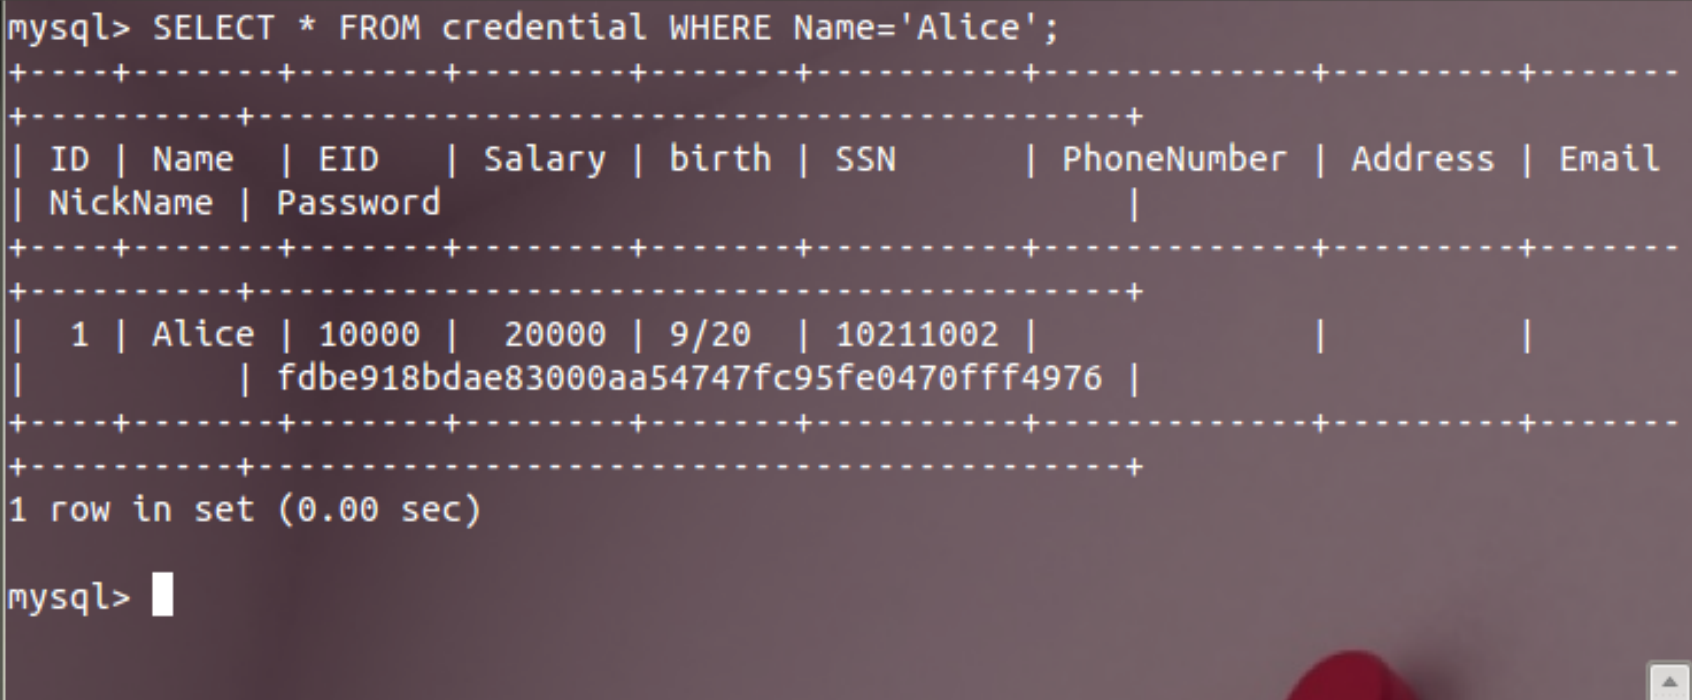 mysql> SELECT * FROM credential WHERE Name='Alice';
+----+-------+-------+--------+-------+----------+-------------+---------+-------
+----------+------------------------------------------+
| ID | Name  | EID   | Salary | birth | SSN      | PhoneNumber | Address | Email
| NickName | Password                                 |
+----+-------+-------+--------+-------+----------+-------------+---------+-------
+----------+------------------------------------------+
|  1 | Alice | 10000 |  20000 | 9/20  | 10211002 |             |         |
|          | fdbe918bdae83000aa54747fc95fe0470fff4976 |
+----+-------+-------+--------+-------+----------+-------------+---------+-------
+----------+------------------------------------------+
1 row in set (0.00 sec)
mysql>